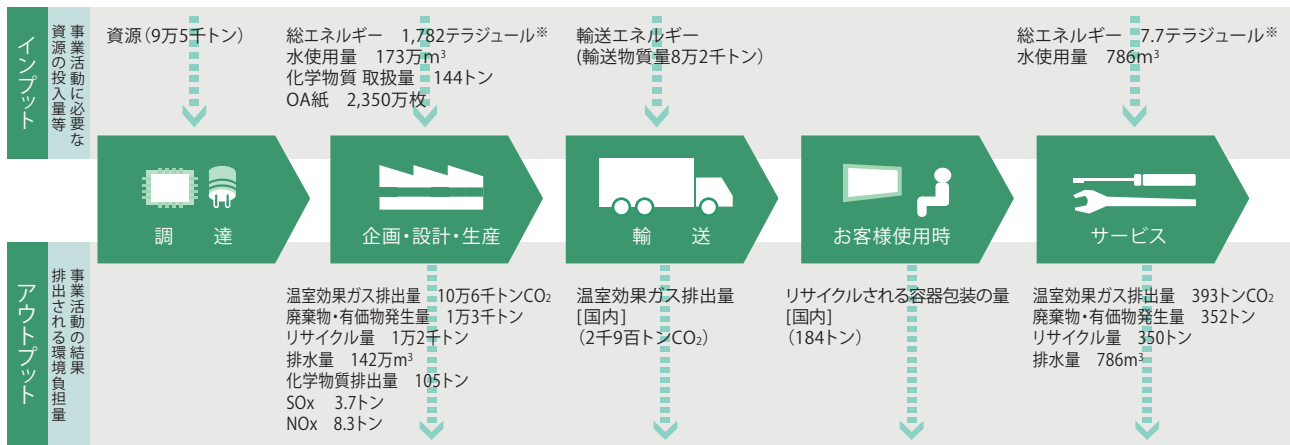 インプット
事業活動に必要な
資源の投入量等
資源（9万5千トン）
総エネルギー　1,782テラジュール※
水使用量　173万m³
化学物質 取扱量　144トン
OA紙　2,350万枚
輸送エネルギー
(輸送物質量8万2千トン）
総エネルギー　7.7テラジュール※
水使用量　786m³
調　達
企画・設計・生産
輸　送
お客様使用時
サービス
アウトプット
事業活動の結果
排出される環境負担量
温室効果ガス排出量　10万6千トンCO₂
廃棄物・有価物発生量　1万3千トン
リサイクル量　1万2千トン
排水量　142万m³
化学物質排出量　105トン
SOx　3.7トン
NOx　8.3トン
温室効果ガス排出量
[国内]
（2千9百トンCO₂）
リサイクルされる容器包装の量
[国内]
（184トン）
温室効果ガス排出量　393トンCO₂
廃棄物・有価物発生量　352トン
リサイクル量　350トン
排水量　786m³